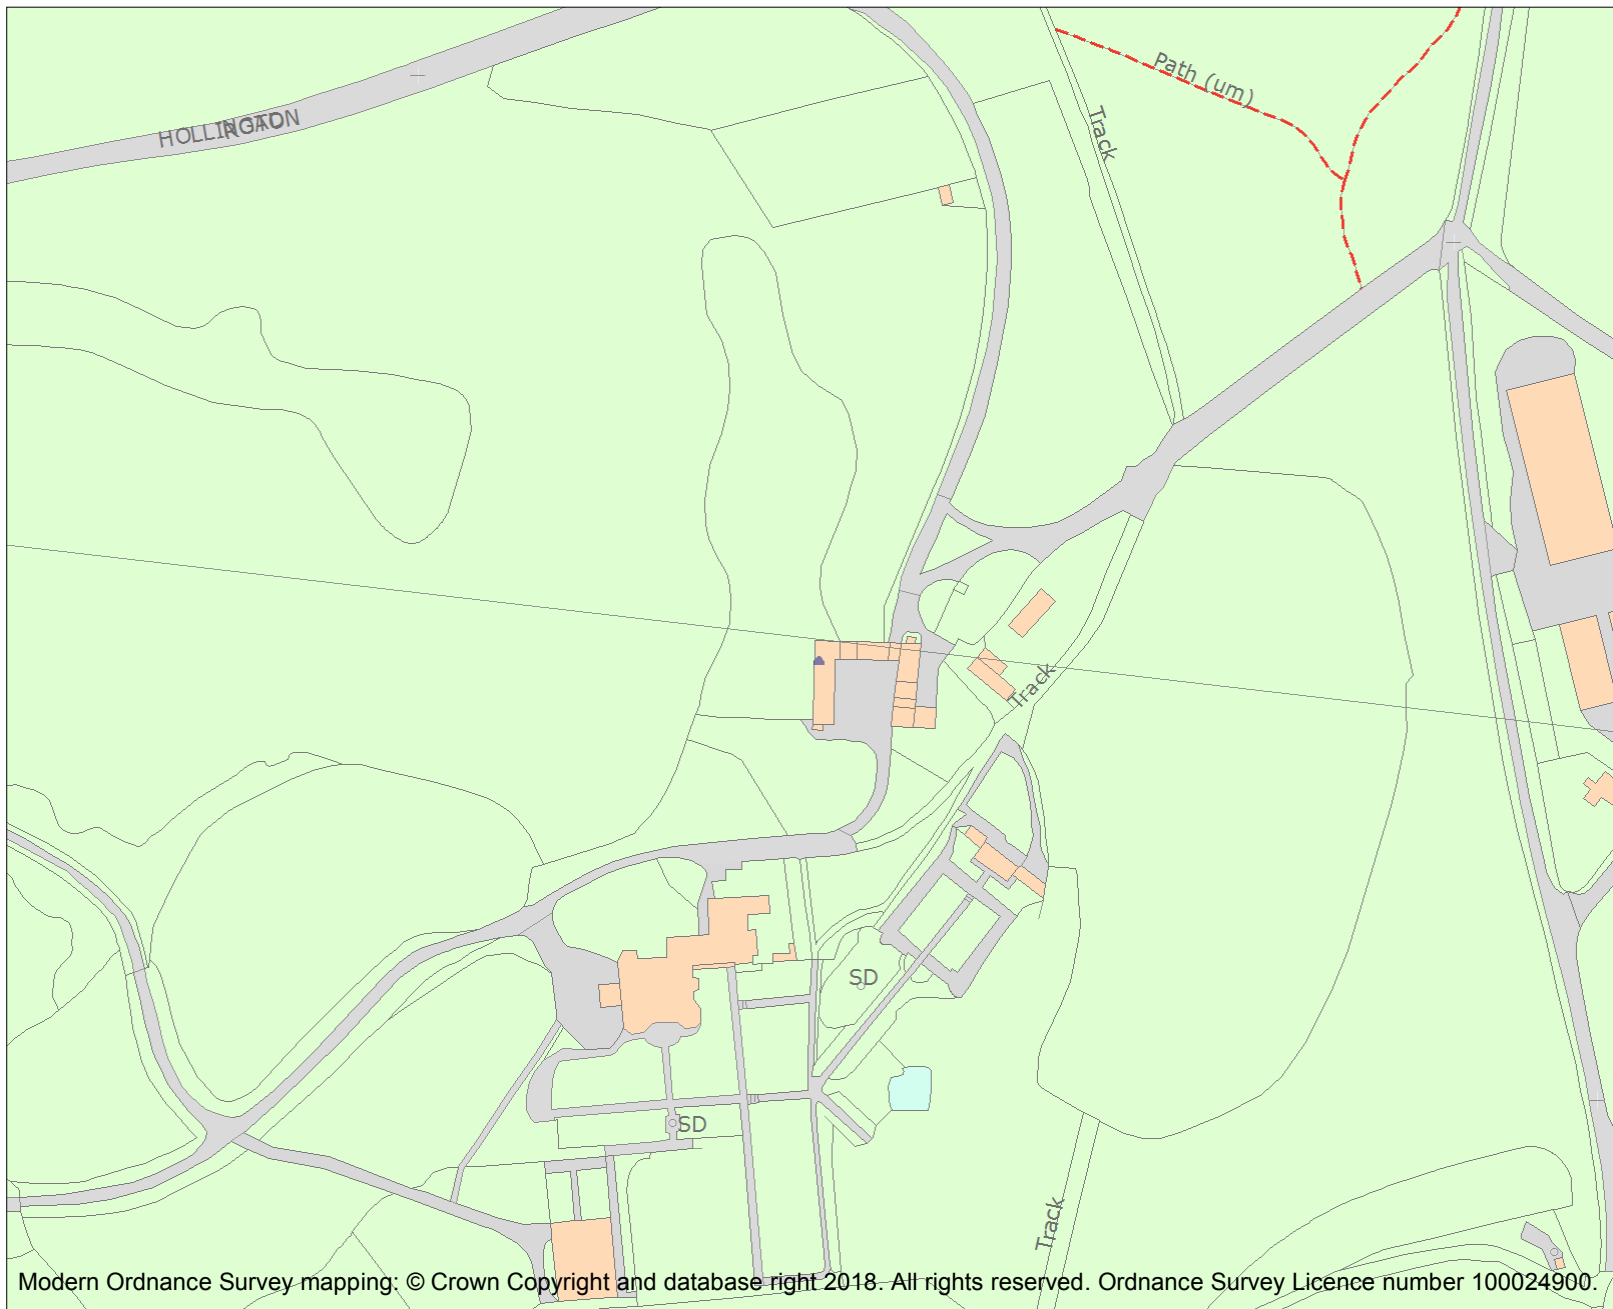 Path (um)
Track
HOLLINGTON ROAD
Track
SD
SD
Track
Modern Ordnance Survey mapping: © Crown Copyright and database right 2018. All rights reserved. Ordnance Survey Licence number 100024900.